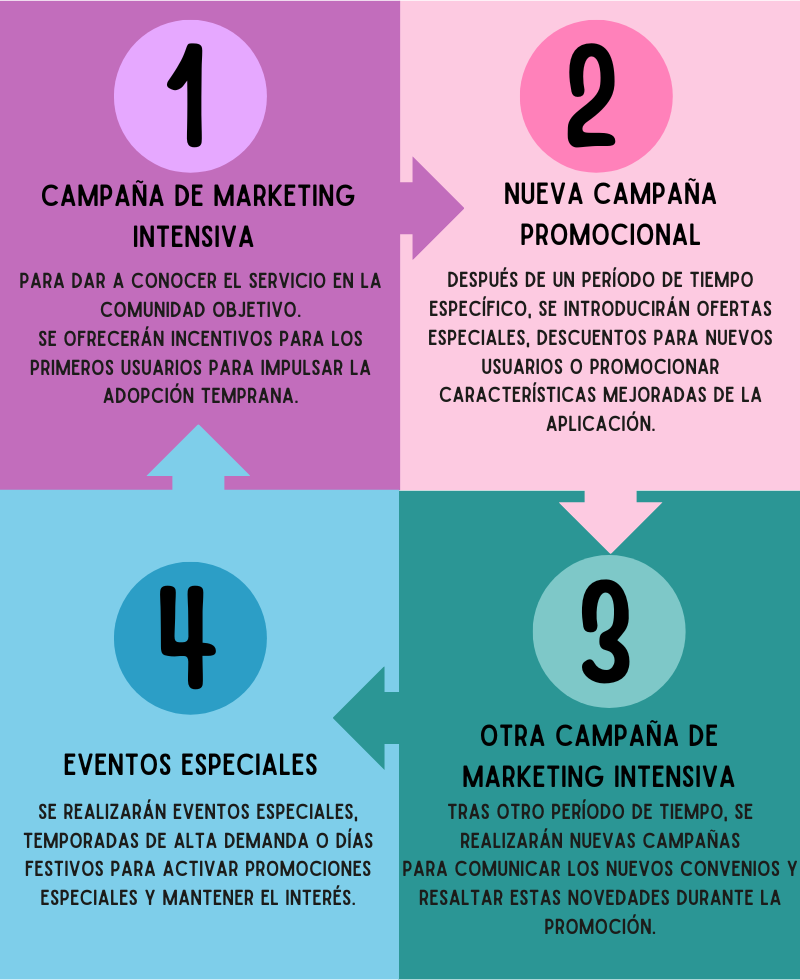 1
CAMPAÑA DE MARKETING
INTENSIVA
PARA DAR A CONOCER EL SERVICIO EN LA
COMUNIDAD OBJETIVO.
SE OFRECERÁN INCENTIVOS PARA LOS
PRIMEROS USUARIOS PARA IMPULSAR LA
ADOPCIÓN TEMPRANA.
2
NUEVA CAMPAÑA
PROMOCIONAL
DESPUÉS DE UN PERÍODO DE TIEMPO
ESPECÍFICO, SE INTRODUCIRÁN OFERTAS
ESPECIALES, DESCUENTOS PARA NUEVOS
USUARIOS O PROMOCIONAR
CARACTERÍSTICAS MEJORADAS DE LA
APLICACIÓN.
3
OTRA CAMPAÑA DE
MARKETING INTENSIVA
TRAS OTRO PERÍODO DE TIEMPO, SE
REALIZARÁN NUEVAS CAMPAÑAS
PARA COMUNICAR LOS NUEVOS CONVENIOS Y
RESALTAR ESTAS NOVEDADES DURANTE LA
PROMOCIÓN.
4
EVENTOS ESPECIALES
SE REALIZARÁN EVENTOS ESPECIALES,
TEMPORADAS DE ALTA DEMANDA O DÍAS
FESTIVOS PARA ACTIVAR PROMOCIONES
ESPECIALES Y MANTENER EL INTERÉS.